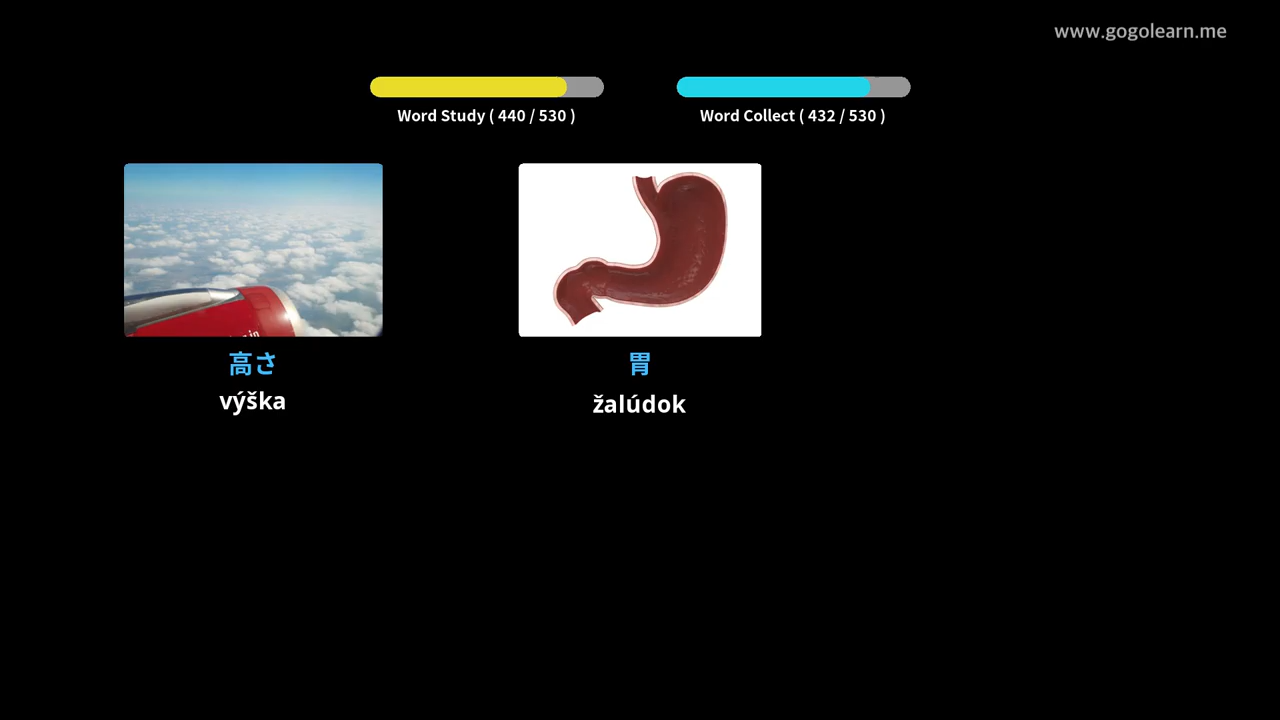 www.gogolearn.me
Word Study ( 440 / 530 )
Word Collect ( 432 / 530 )
高さ
výška
胃
žalúdok